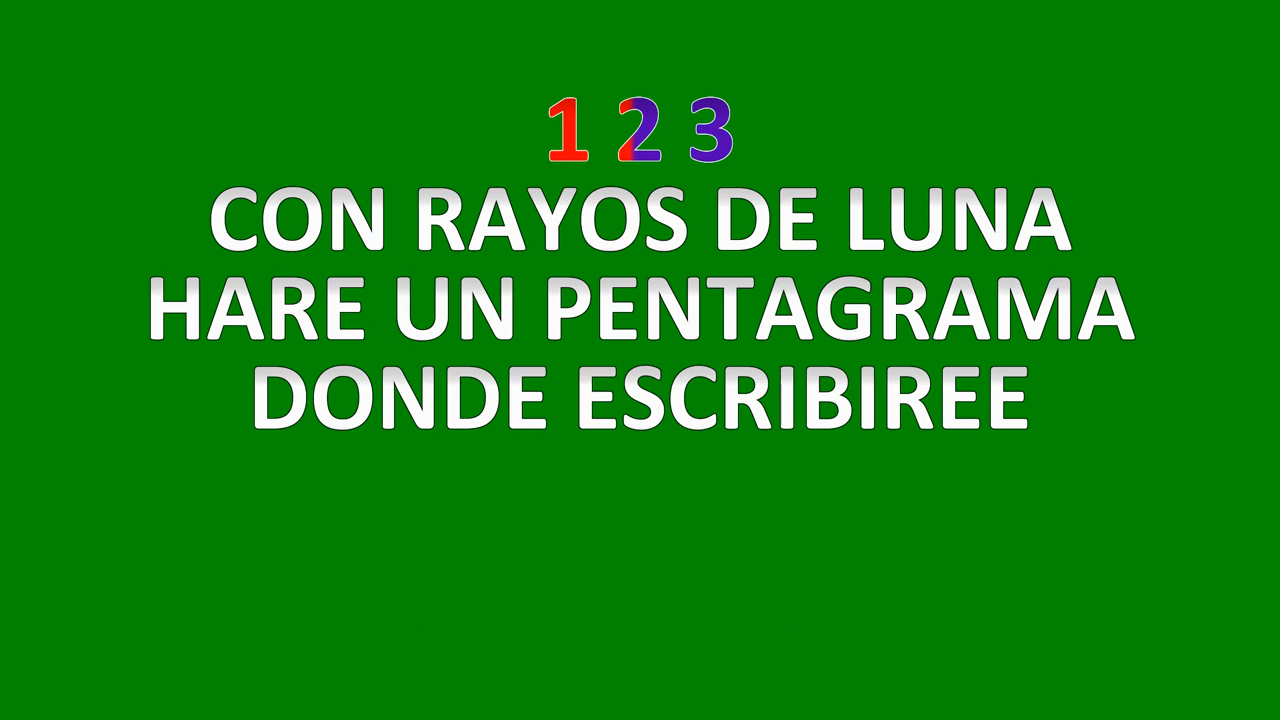 1 2 3
CON RAYOS DE LUNA
HARE UN PENTAGRAMA
DONDE ESCRIBIREE